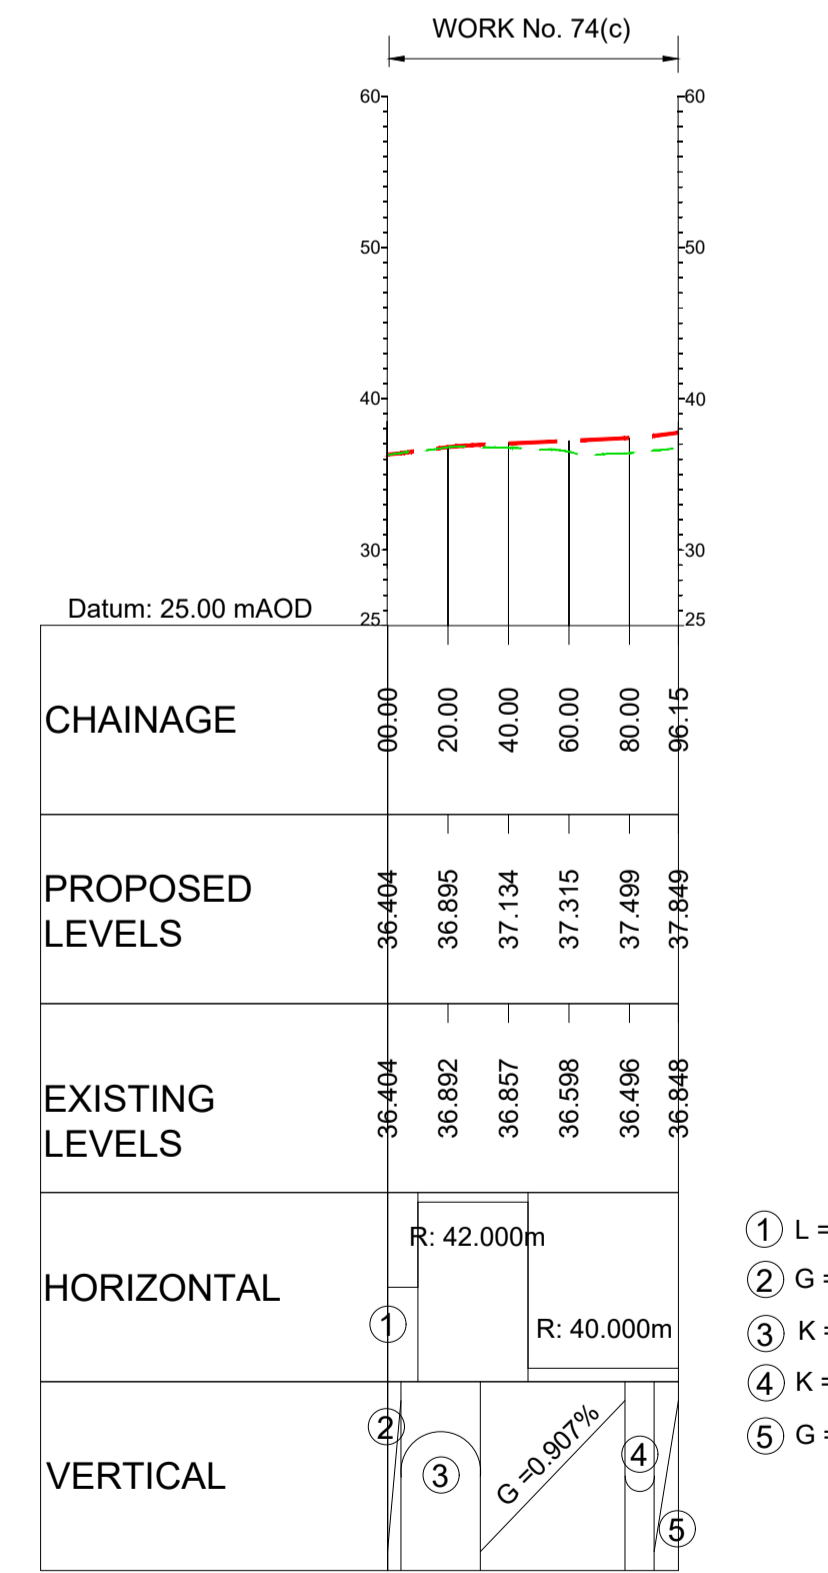 WORK No. 74(c)
60 60
50 50
40 40
30 30
Datum: 25.00 mAOD 25 25
CHAINAGE 00.00 20.00 40.00 60.00 80.00 96.15
PROPOSED
LEVELS
36.404 36.895 37.134 37.315 37.499 37.849
EXISTING
LEVELS
36.404 36.892 36.857 36.598 36.496 36.848
HORIZONTAL
1
R: 42.000m
R: 40.000m
VERTICAL
2
3
G =0.907%
4
5
1 L =
2 G =
3 K =
4 K =
5 G =